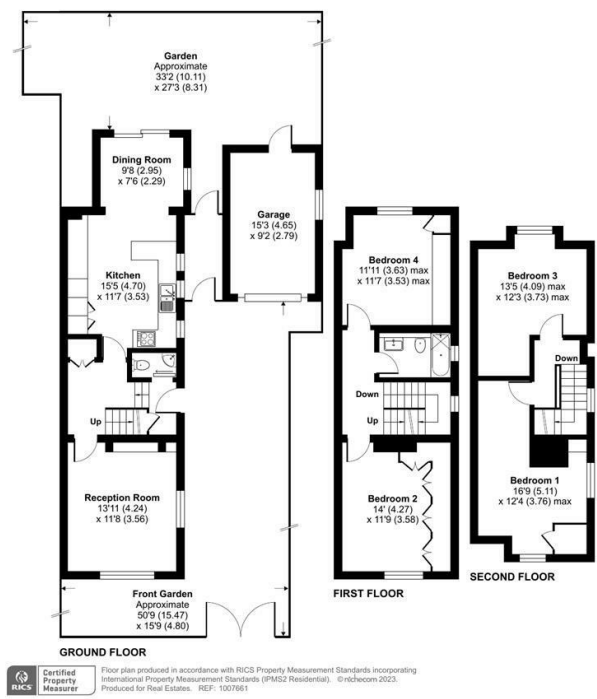 Garden
Approximate
33'2 (10.11)
x 27'3 (8.31)
Dining Room
9'8 (2.95)
x 7'6 (2.29)
Garage
15'3 (4.65)
x 9'2 (2.79)
Kitchen
15'5 (4.70)
x 11'7 (3.53)
Up
Reception Room
13'11 (4.24)
x 11'8 (3.56)
Front Garden
Approximate
50'9 (15.47)
x 15'9 (4.80)
GROUND FLOOR
Bedroom 4
11'11 (3.63) max
x 11'7 (3.53) max
Down
Up
Bedroom 2
14' (4.27)
x 11'9 (3.58)
FIRST FLOOR
Bedroom 3
13'5 (4.09) max
x 12'3 (3.73) max
Down
Bedroom 1
16'9 (5.11)
x 12'4 (3.76) max
SECOND FLOOR
RICS
Certified
Property
Measurer
Floor plan produced in accordance with RICS Property Measurement Standards incorporating
International Property Measurement Standards (IPMS2 Residential). © nichecom 2023.
Produced for Real Estates. REF: 1007661